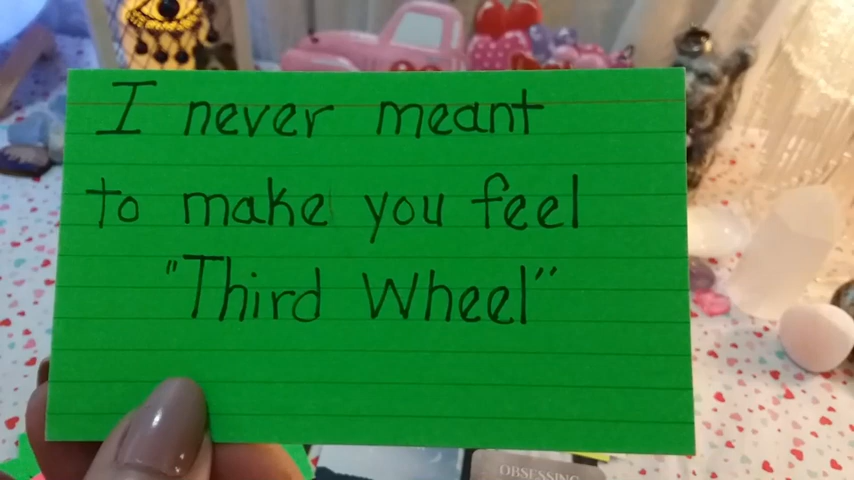 I never meant
to make you feel
"Third Wheel"
OBSESSING